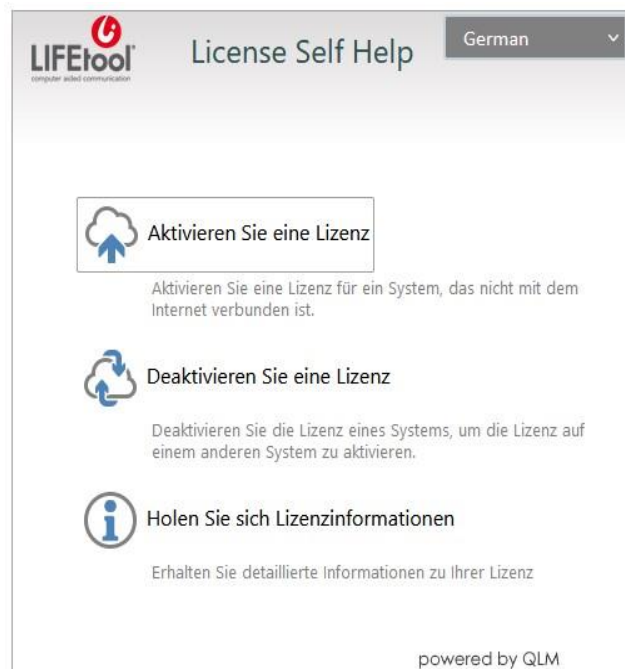 LIFEtool
computer aided communication
License Self Help
German
Aktivieren Sie eine Lizenz
Aktivieren Sie eine Lizenz für ein System, das nicht mit dem
Internet verbunden ist.
Deaktivieren Sie eine Lizenz
Deaktivieren Sie die Lizenz eines Systems, um die Lizenz auf
einem anderen System zu aktivieren.
Holen Sie sich Lizenzinformationen
Erhalten Sie detaillierte Informationen zu Ihrer Lizenz
powered by QLM